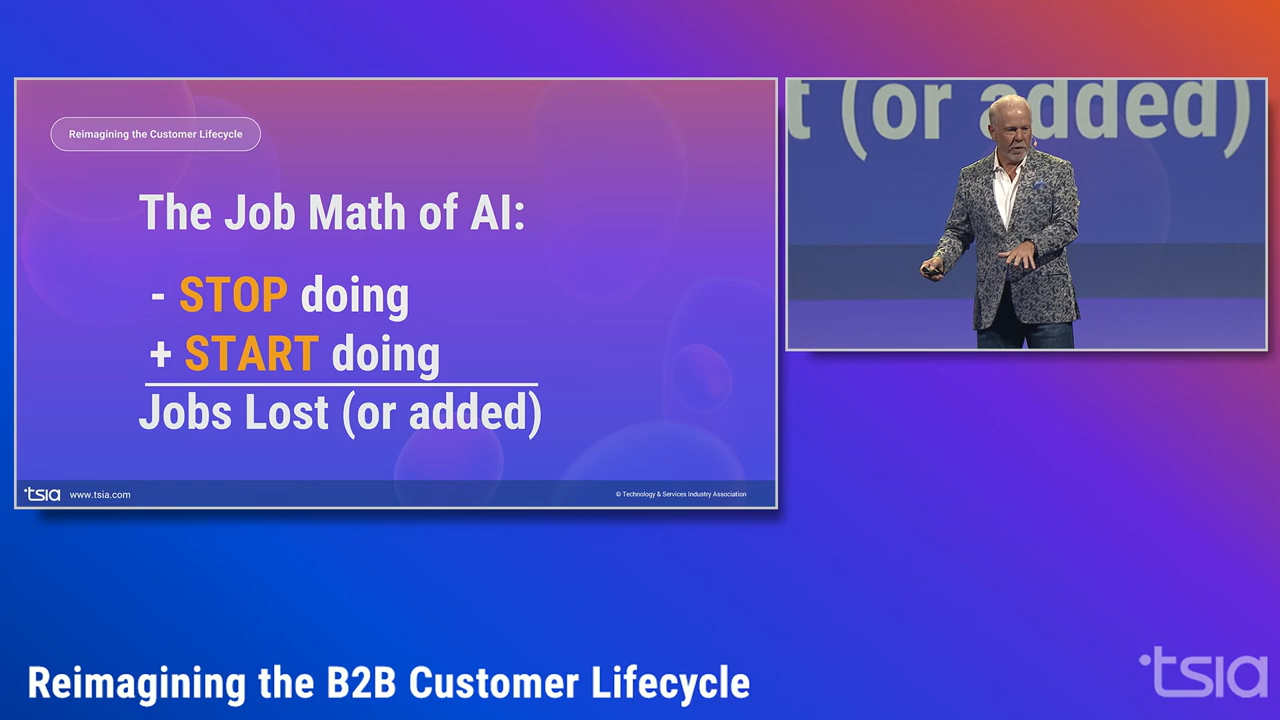 Reimagining the Customer Lifecycle
The Job Math of AI:
- STOP doing
+ START doing
Jobs Lost (or added)
tsia www.tsia.com
© Technology & Services Industry Association
t (or added)
Reimagining the B2B Customer Lifecycle
tsia